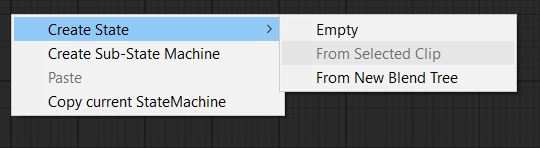 Create State
Create Sub-State Machine
Paste
Copy current StateMachine
Empty
From Selected Clip
From New Blend Tree